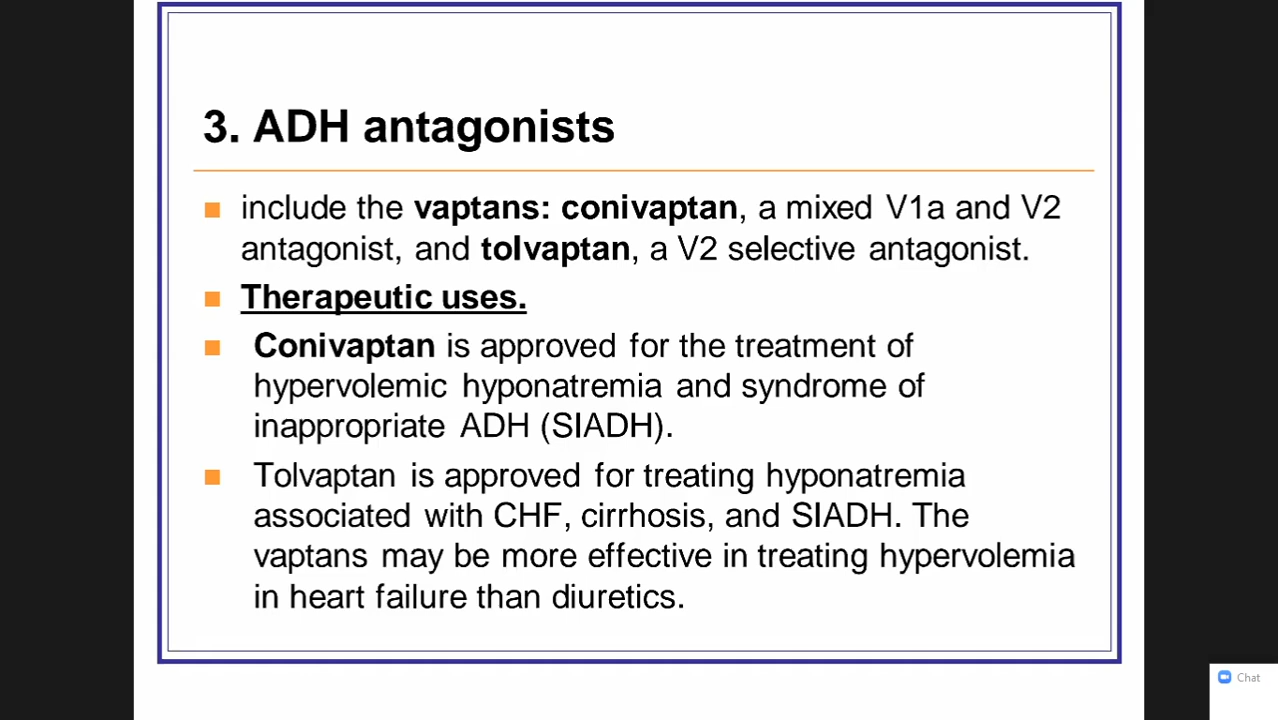 3. ADH antagonists
include the vaptans: conivaptan, a mixed V1a and V2
antagonist, and tolvaptan, a V2 selective antagonist.
Therapeutic uses.
Conivaptan is approved for the treatment of
hypervolemic hyponatremia and syndrome of
inappropriate ADH (SIADH).
Tolvaptan is approved for treating hyponatremia
associated with CHF, cirrhosis, and SIADH. The
vaptans may be more effective in treating hypervolemia
in heart failure than diuretics.
Chat